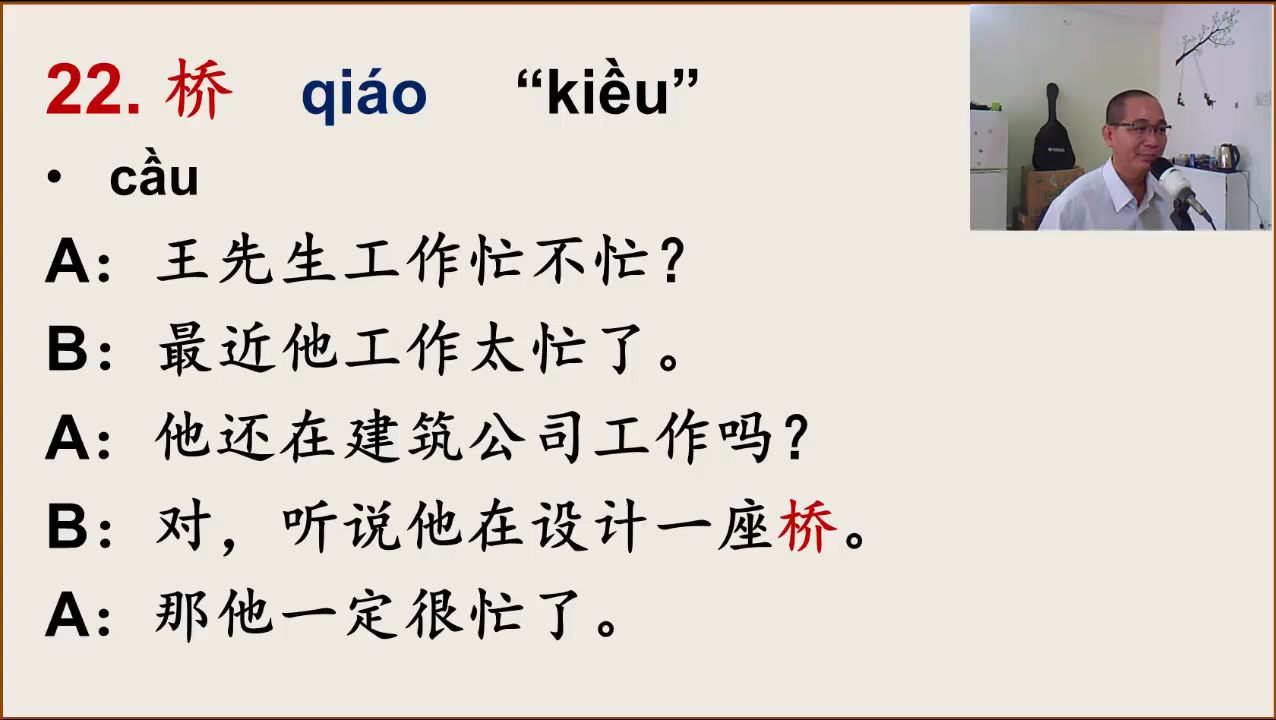 22. 桥 qiáo “kiều”
• cầu
A：王先生工作忙不忙？
B：最近他工作太忙了。
A：他还在建筑公司工作吗？
B：对，听说他在设计一座桥。
A：那他一定很忙了。